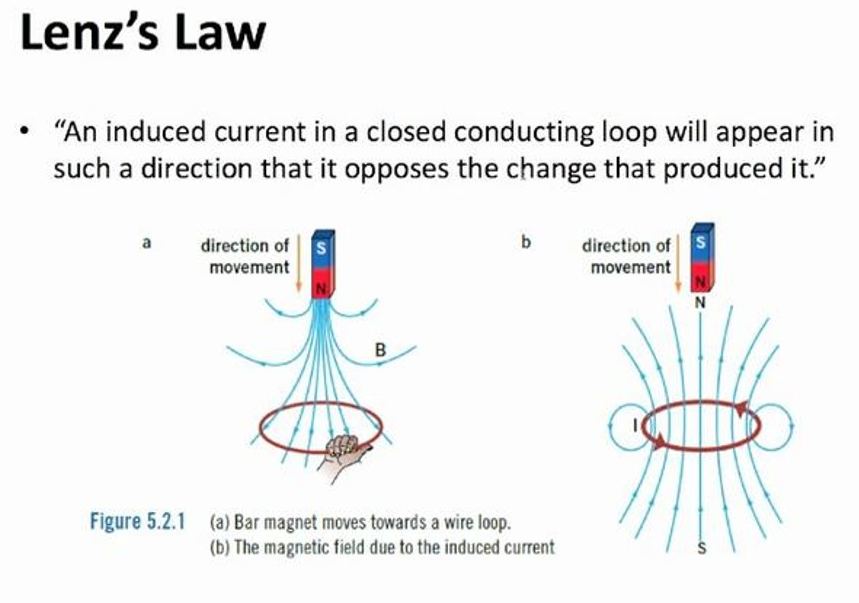 Lenz's Law
• "An induced current in a closed conducting loop will appear in
such a direction that it opposes the change that produced it."
a
direction of
movement
S
N
B
b
direction of
movement
S
N
N
I
S
Figure 5.2.1 (a) Bar magnet moves towards a wire loop.
(b) The magnetic field due to the induced current